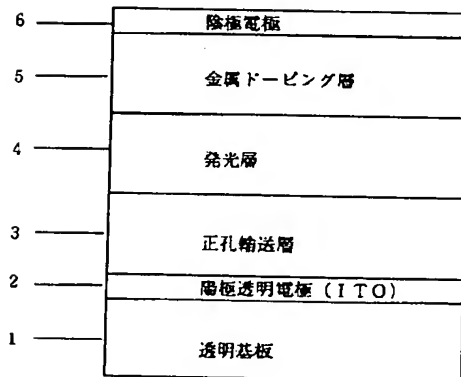 6 陰極電極
5 金属ドーピング層
4 発光層
3 正孔輸送層
2 陽極透明電極(ITO)
1 透明基板